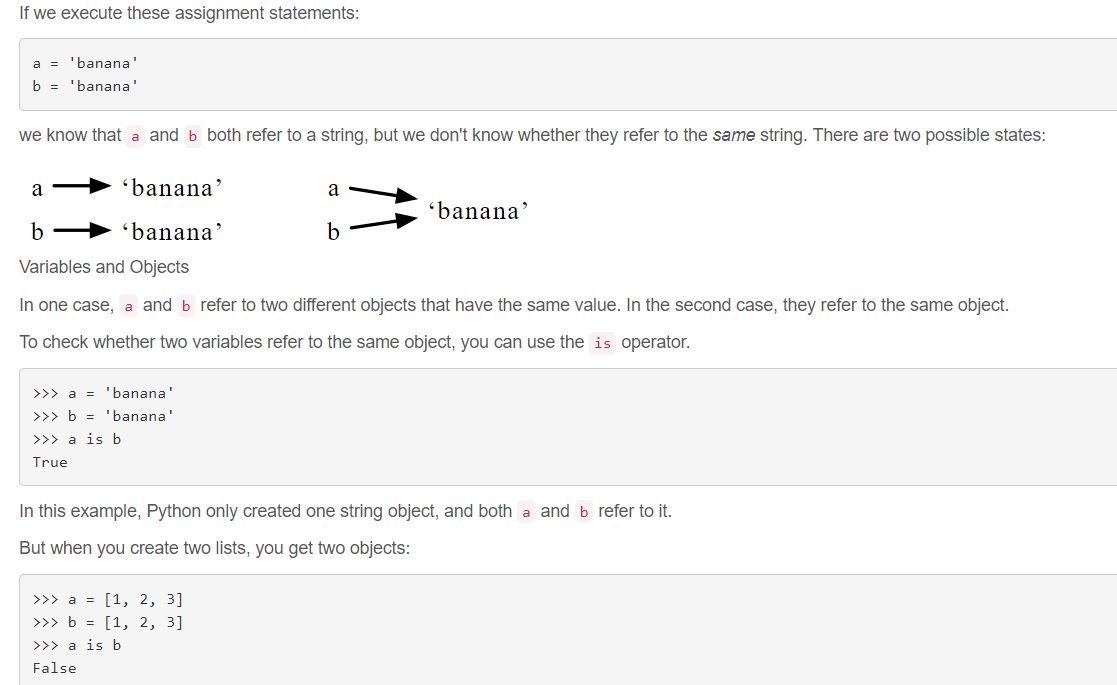 If we execute these assignment statements:
a = 'banana'
b = 'banana'
we know that a and b both refer to a string, but we don't know whether they refer to the same string. There are two possible states:
a ‘banana’ a
‘banana’
b ‘banana’ b
Variables and Objects
In one case, a and b refer to two different objects that have the same value. In the second case, they refer to the same object.
To check whether two variables refer to the same object, you can use the is operator.
>>> a = 'banana'
>>> b = 'banana'
>>> a is b
True
In this example, Python only created one string object, and both a and b refer to it.
But when you create two lists, you get two objects:
>>> a = [1, 2, 3]
>>> b = [1, 2, 3]
>>> a is b
False